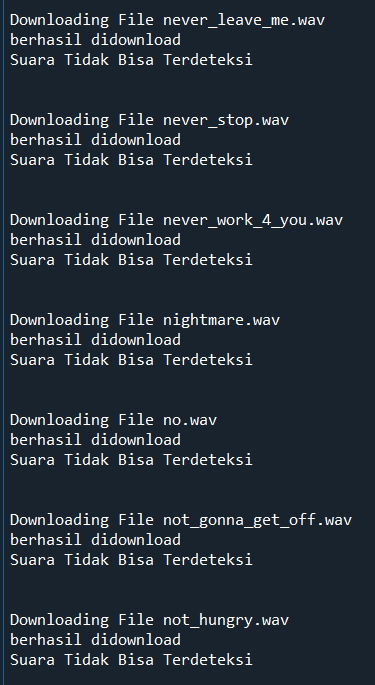 Downloading File never_leave_me.wav
berhasil didownload
Suara Tidak Bisa Terdeteksi
Downloading File never_stop.wav
berhasil didownload
Suara Tidak Bisa Terdeteksi
Downloading File never_work_4_you.wav
berhasil didownload
Suara Tidak Bisa Terdeteksi
Downloading File nightmare.wav
berhasil didownload
Suara Tidak Bisa Terdeteksi
Downloading File no.wav
berhasil didownload
Suara Tidak Bisa Terdeteksi
Downloading File not_gonna_get_off.wav
berhasil didownload
Suara Tidak Bisa Terdeteksi
Downloading File not_hungry.wav
berhasil didownload
Suara Tidak Bisa Terdeteksi